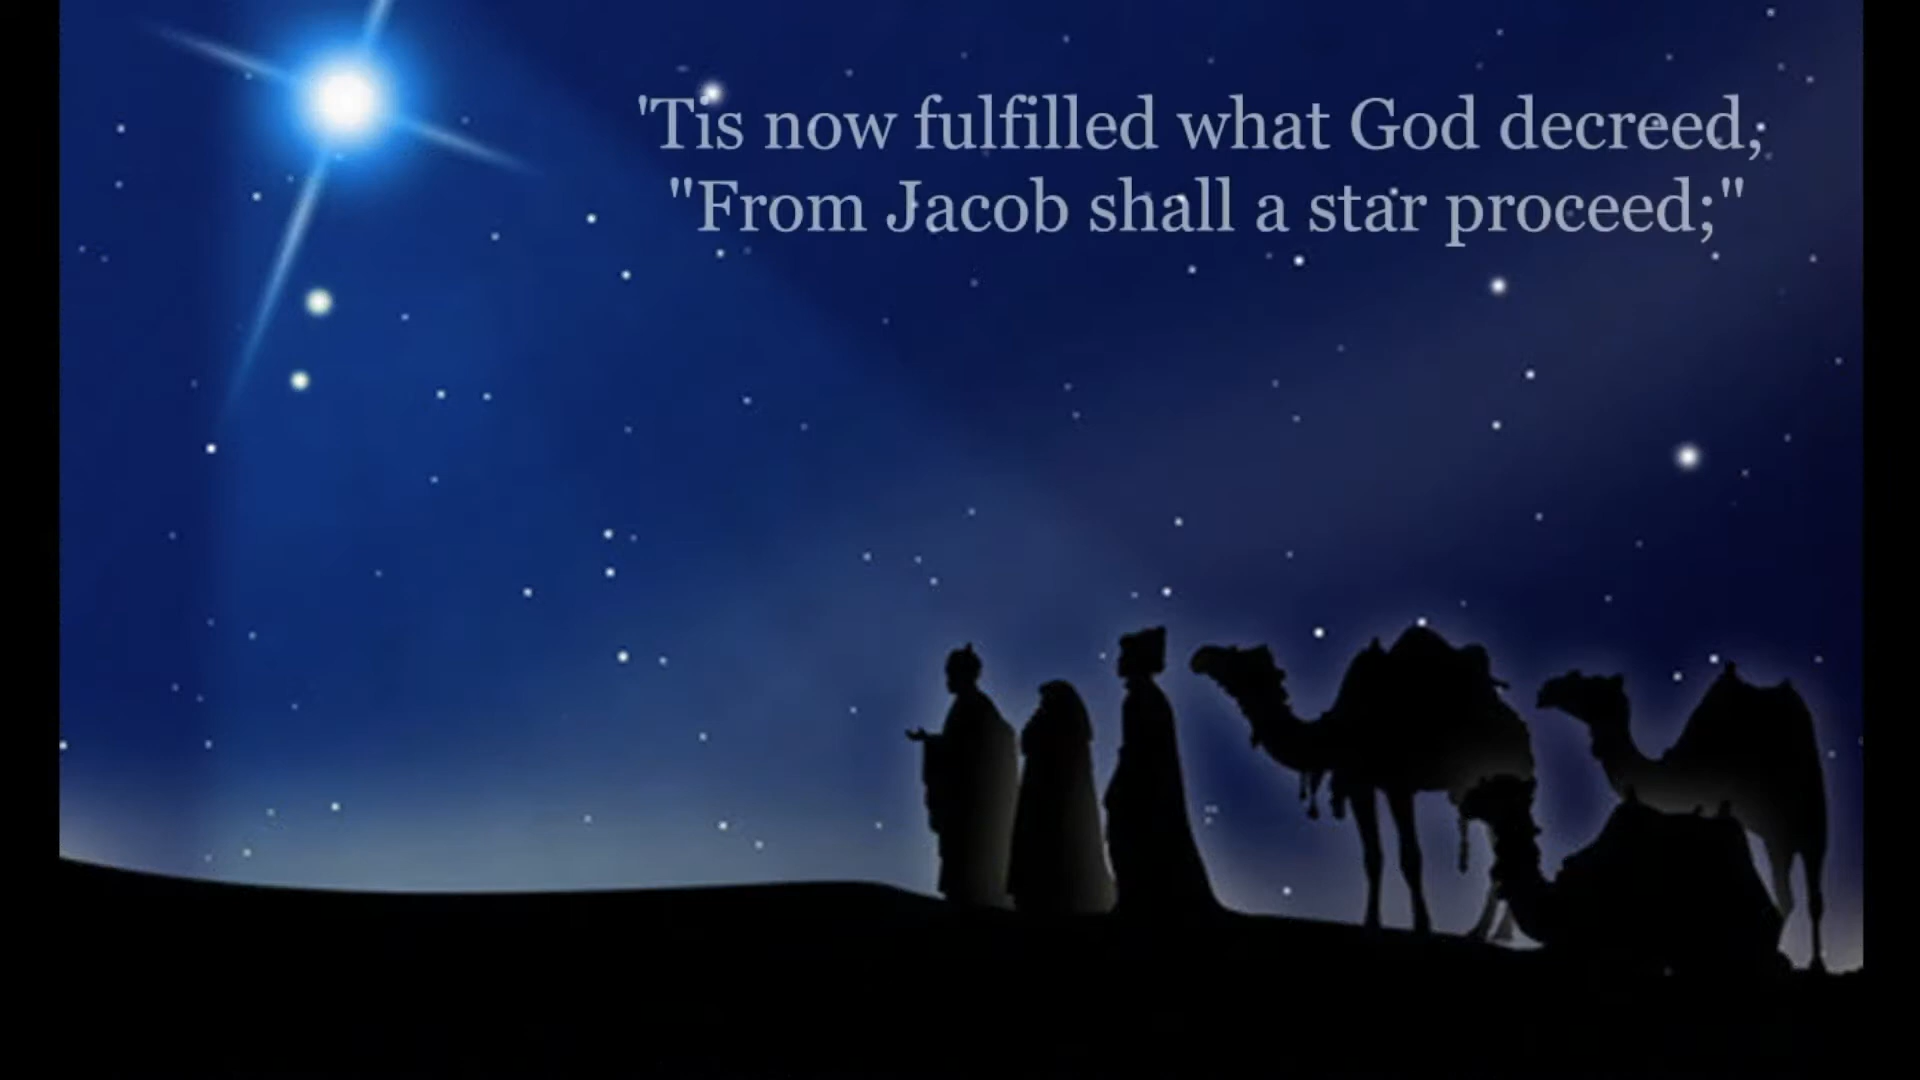 'Tis now fulfilled what God decreed,
"From Jacob shall a star proceed;"